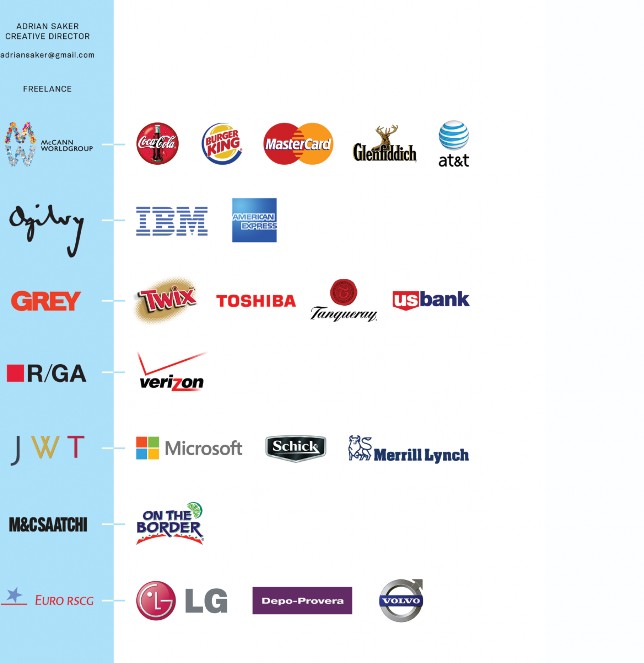 ADRIAN SAKER
CREATIVE DIRECTOR
adriansaker@gmail.com
FREELANCE
McCANN
WORLDGROUP
Coca-Cola
BURGER
KING
MasterCard
Glenfiddich
at&t
Ogilvy
IBM
AMERICAN
EXPRESS
GREY
Twix
TOSHIBA
Tanqueray
usbank
R/GA
verizon
JWT
Microsoft
Schick
Merrill Lynch
M&CSAATCHI
ON THE
BORDER
EURO RSCG
LG
Depo-Provera
VOLVO